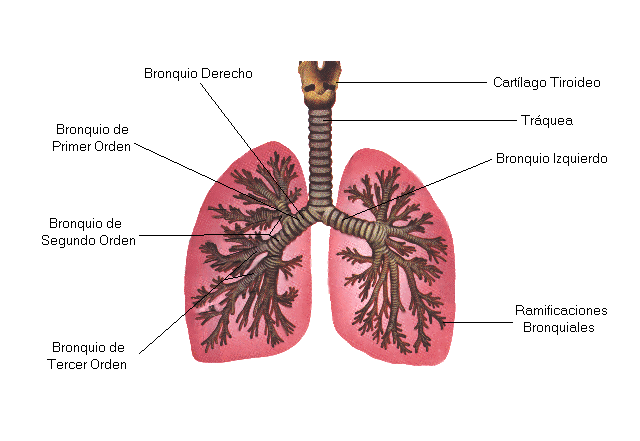 Bronquio Derecho
Cartílago Tiroideo
Tráquea
Bronquio de
Primer Orden
Bronquio Izquierdo
Bronquio de
Segundo Orden
Ramificaciones
Bronquiales
Bronquio de
Tercer Orden